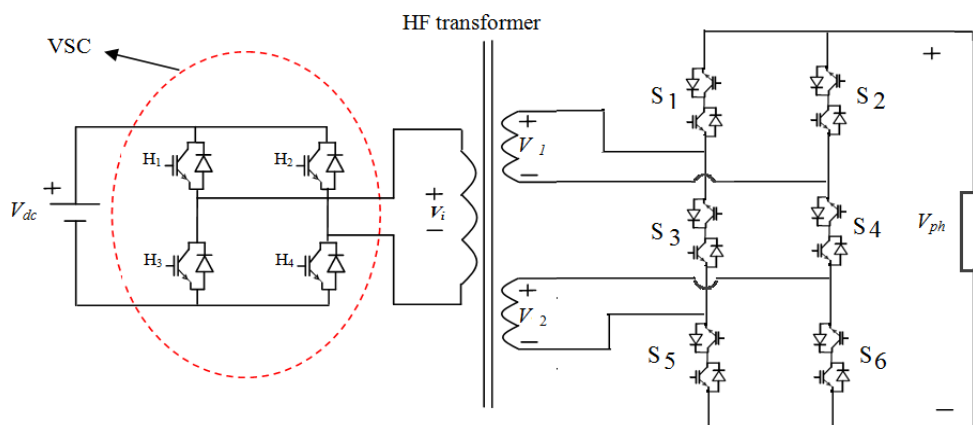 HF transformer
VSC
+
S1
S2
+
H1
H2
+
V1
−
+
Vdc
+
vi
−
S3
S4
Vph
H3
H4
+
V2
−
S5
S6
−